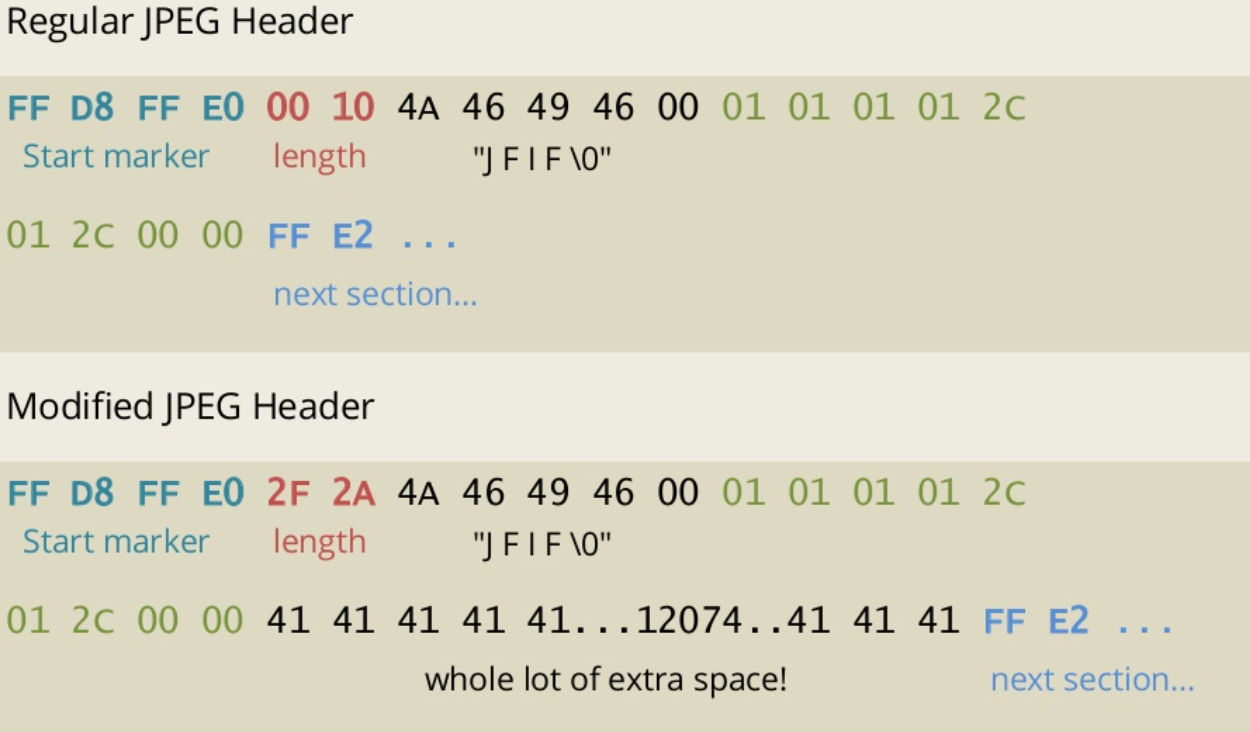 Regular JPEG Header
FF D8 FF E0 00 10 4A 46 49 46 00 01 01 01 01 2C
Start marker length "J F I F \0"
01 2C 00 00 FF E2 ...
next section...
Modified JPEG Header
FF D8 FF E0 2F 2A 4A 46 49 46 00 01 01 01 01 2C
Start marker length "J F I F \0"
01 2C 00 00 41 41 41 41 41...12074..41 41 41 FF E2 ...
whole lot of extra space! next section...